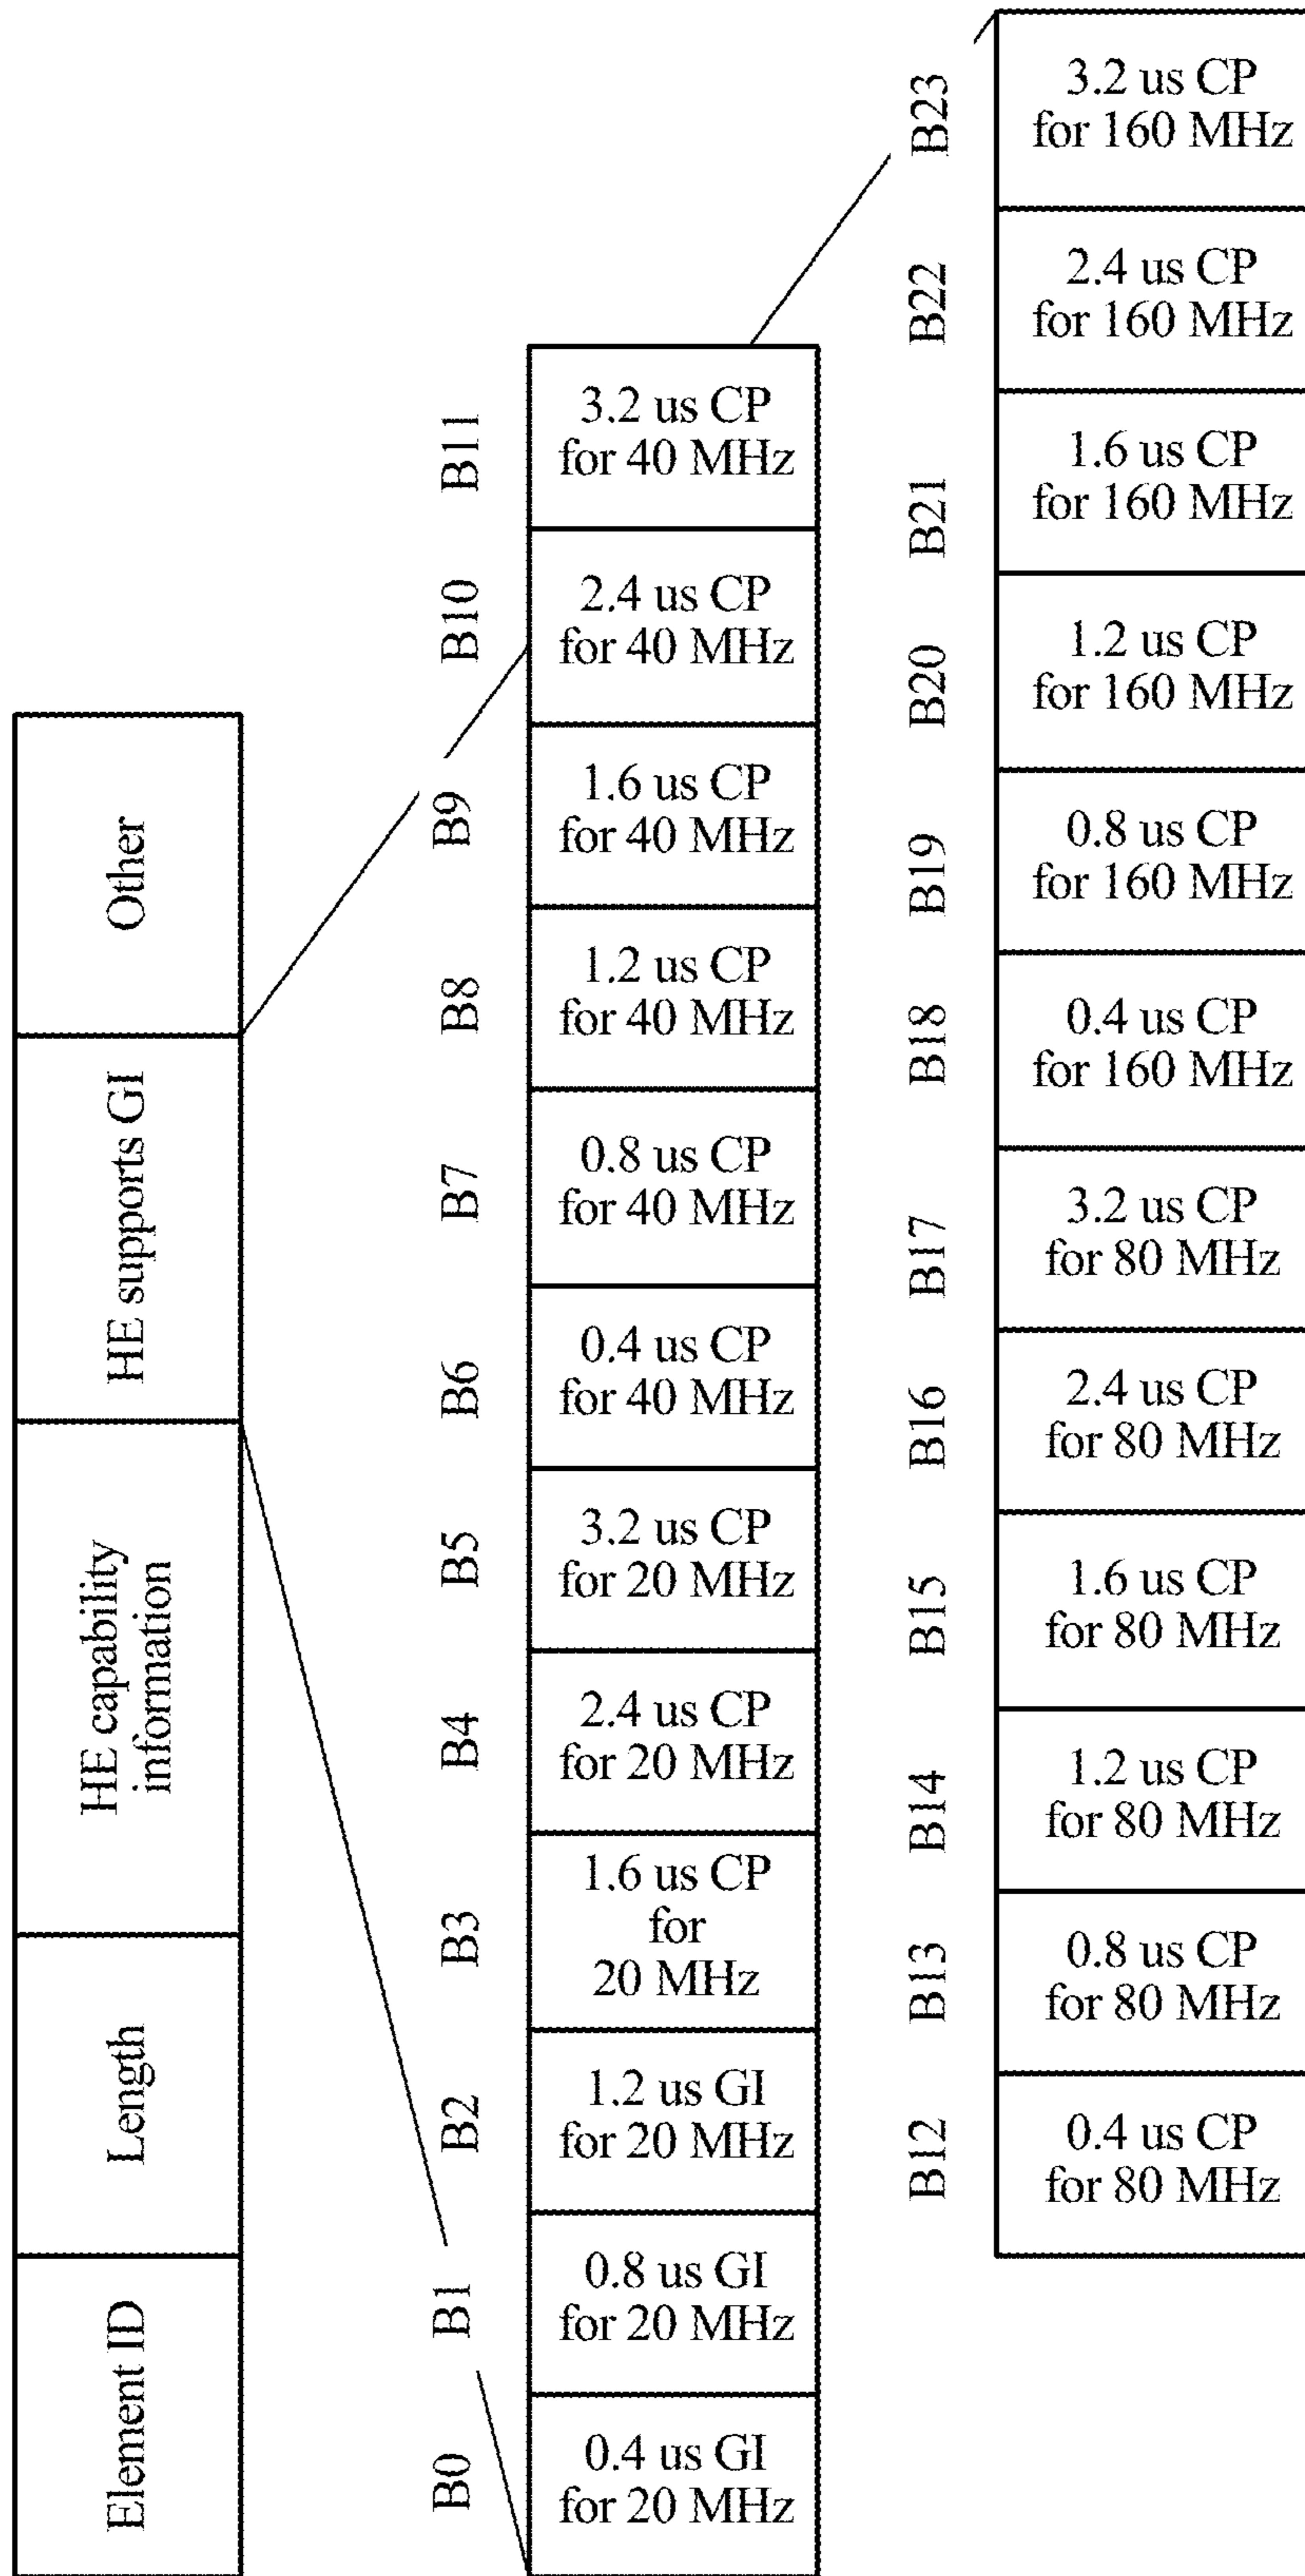 Element ID
Length
HE capability
information
HE supports GI
Other
B0
B1
B2
B3
B4
B5
B6
B7
B8
B9
B10
B11
0.4 us GI
for 20 MHz
0.8 us GI
for 20 MHz
1.2 us GI
for 20 MHz
1.6 us CP
for
20 MHz
2.4 us CP
for 20 MHz
3.2 us CP
for 20 MHz
0.4 us CP
for 40 MHz
0.8 us CP
for 40 MHz
1.2 us CP
for 40 MHz
1.6 us CP
for 40 MHz
2.4 us CP
for 40 MHz
3.2 us CP
for 40 MHz
B12
B13
B14
B15
B16
B17
B18
B19
B20
B21
B22
B23
0.4 us CP
for 80 MHz
0.8 us CP
for 80 MHz
1.2 us CP
for 80 MHz
1.6 us CP
for 80 MHz
2.4 us CP
for 80 MHz
3.2 us CP
for 80 MHz
0.4 us CP
for 160 MHz
0.8 us CP
for 160 MHz
1.2 us CP
for 160 MHz
1.6 us CP
for 160 MHz
2.4 us CP
for 160 MHz
3.2 us CP
for 160 MHz